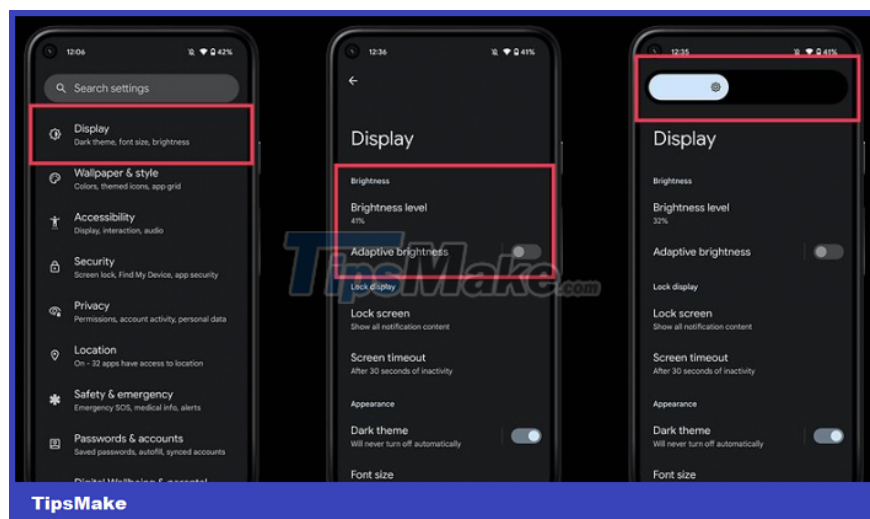 12:06 42%
Search settings
Display
Dark theme, font size, brightness
Wallpaper & style
Colors, themed icons, app grid
Accessibility
Display, interaction, audio
Security
Screen lock, Find My Device, app security
Privacy
Permissions, account activity, personal data
Location
On - 32 apps have access to location
Safety & emergency
Emergency SOS, medical info, alerts
Passwords & accounts
Saved passwords, autofill, synced accounts
Digital Wellbeing & parental
12:36 41%
Display
Brightness
Brightness level
41%
Adaptive brightness
Lock display
Lock screen
Show all notification content
Screen timeout
After 30 seconds of inactivity
Appearance
Dark theme
Will never turn off automatically
Font size
12:35 41%
Display
Brightness
Brightness level
32%
Adaptive brightness
Lock display
Lock screen
Show all notification content
Screen timeout
After 30 seconds of inactivity
Appearance
Dark theme
Will never turn off automatically
Font size
TipsMake.com
TipsMake